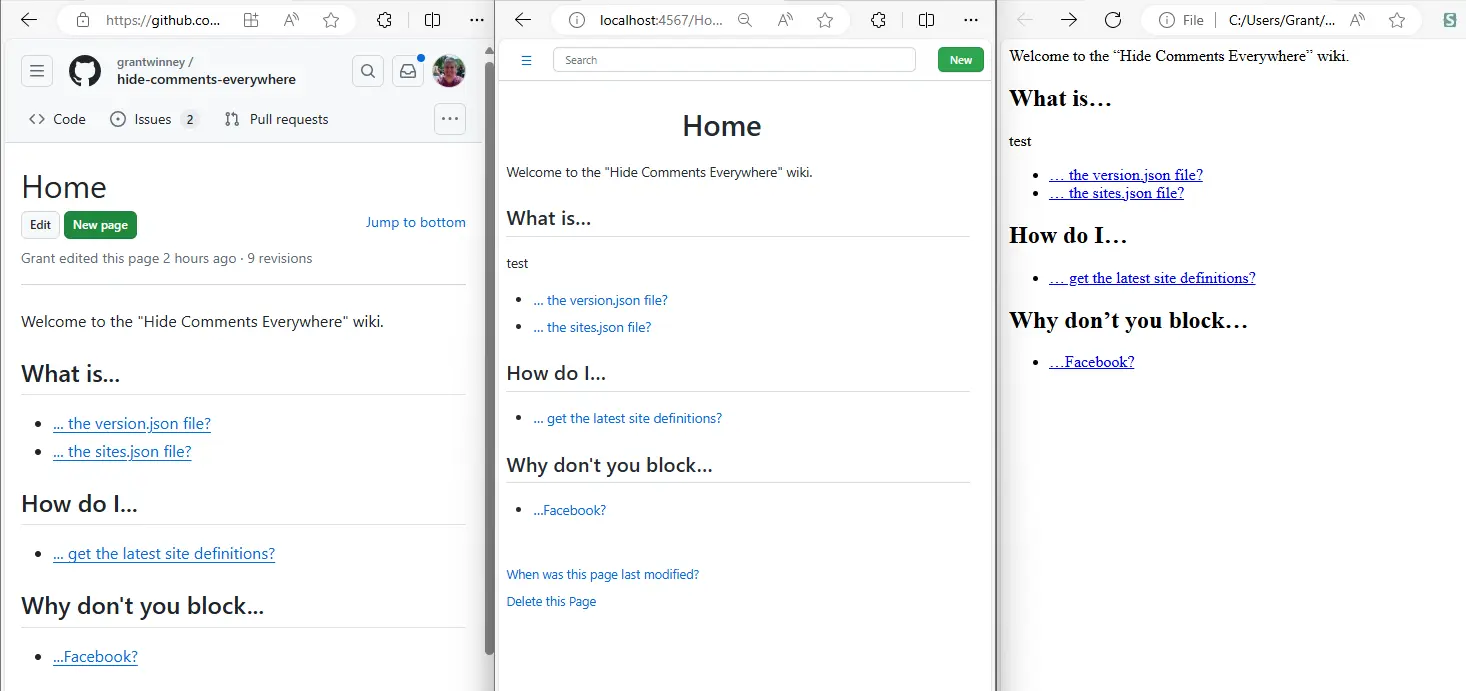 https://github.co...
grantwinney /
hide-comments-everywhere
Code
Issues 2
Pull requests
Home
Edit
New page
Jump to bottom
Grant edited this page 2 hours ago · 9 revisions
Welcome to the "Hide Comments Everywhere" wiki.
What is...
... the version.json file?
... the sites.json file?
How do I...
... get the latest site definitions?
Why don't you block...
...Facebook?
localhost:4567/Ho...
Search
New
Home
Welcome to the "Hide Comments Everywhere" wiki.
What is...
test
... the version.json file?
... the sites.json file?
How do I...
... get the latest site definitions?
Why don't you block...
...Facebook?
When was this page last modified?
Delete this Page
File
C:/Users/Grant/...
Welcome to the “Hide Comments Everywhere” wiki.
What is…
test
… the version.json file?
… the sites.json file?
How do I…
… get the latest site definitions?
Why don’t you block…
…Facebook?